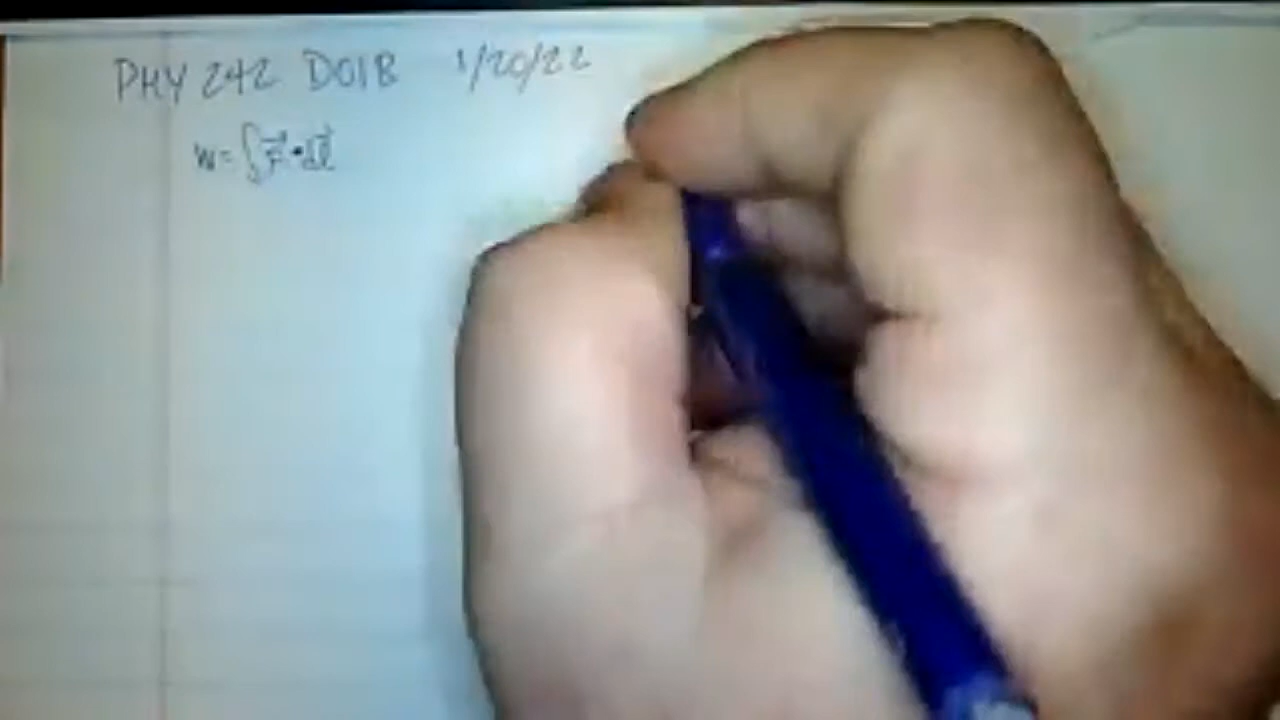 PHY 242 D01B 1/20/22
W = ∫F⃗ • dl⃗